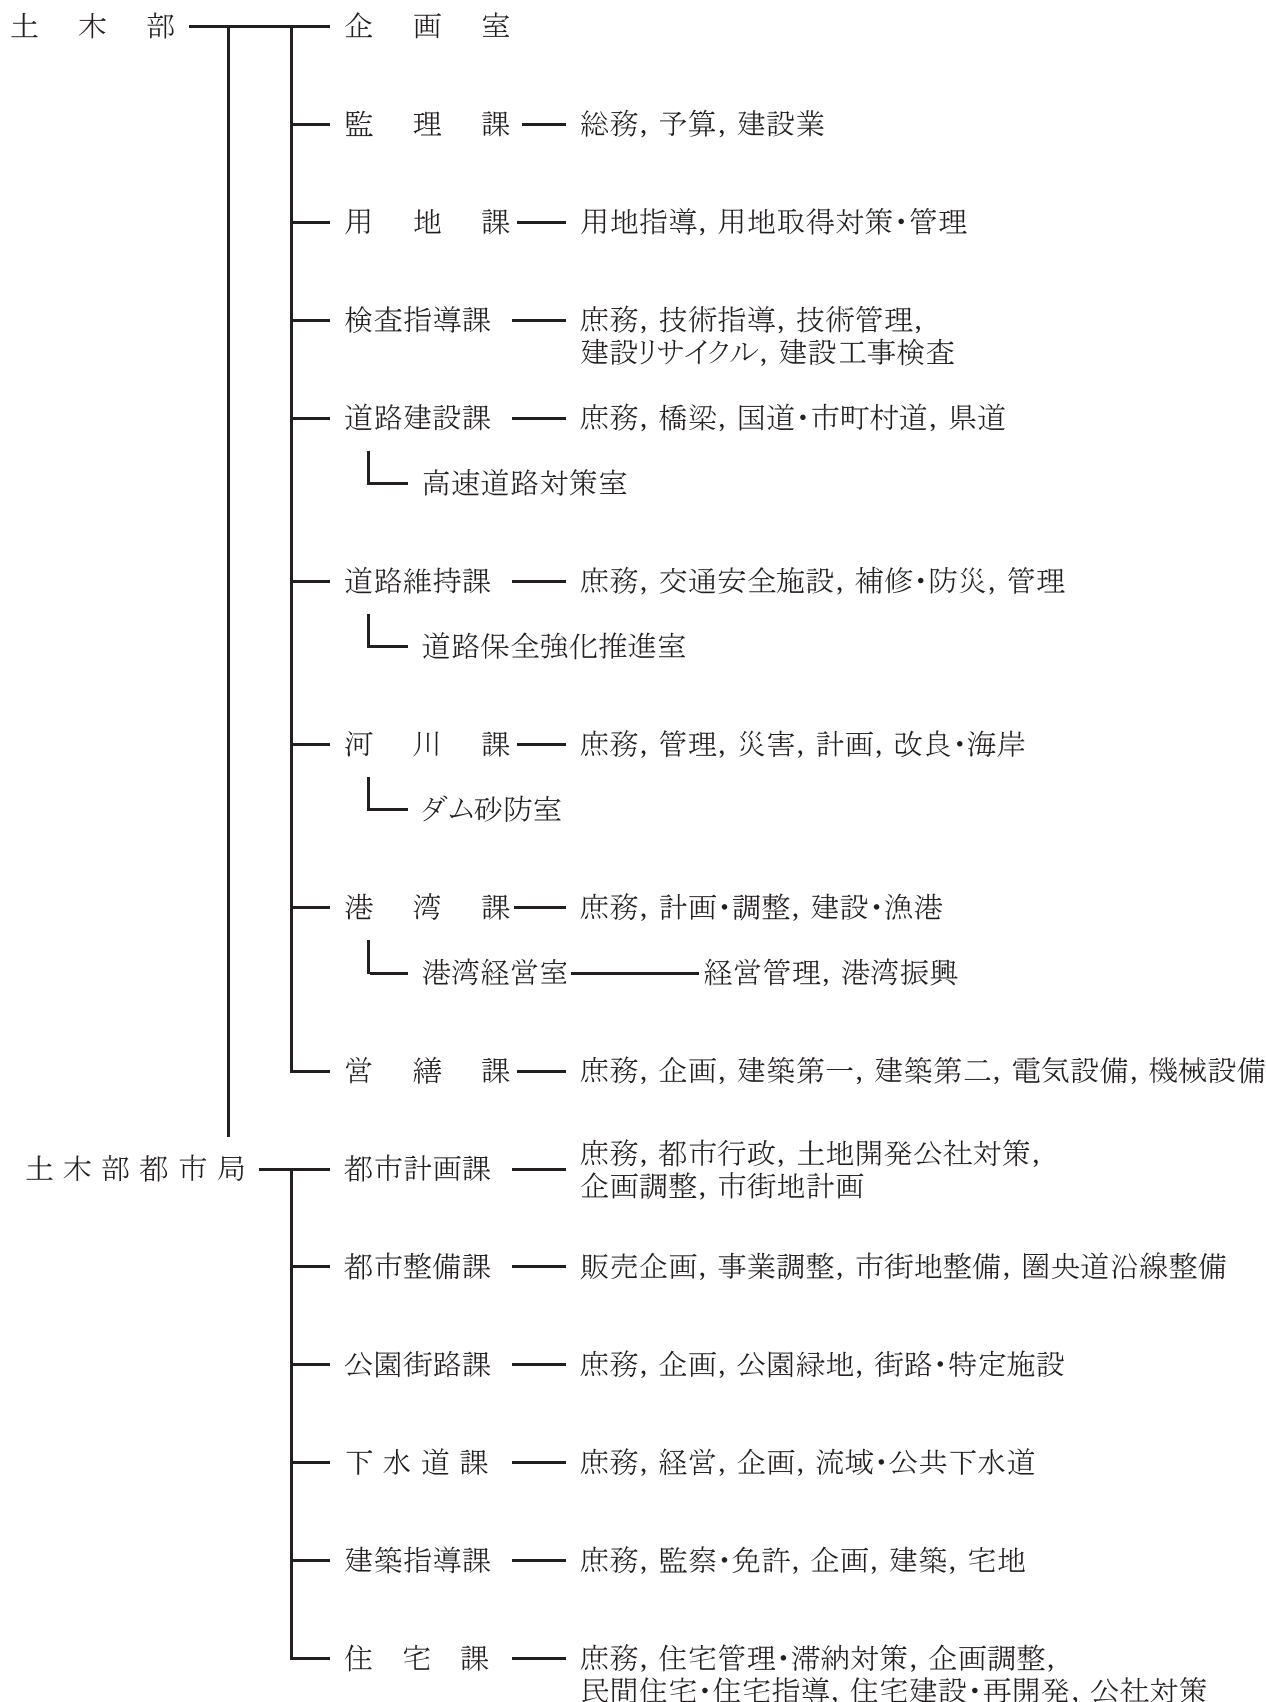 土木部 企画室
監理課 総務, 予算, 建設業
用地課 用地指導, 用地取得対策・管理
検査指導課 庶務, 技術指導, 技術管理,
建設リサイクル, 建設工事検査
道路建設課 庶務, 橋梁, 国道・市町村道, 県道
高速道路対策室
道路維持課 庶務, 交通安全施設, 補修・防災, 管理
道路保全強化推進室
河川課 庶務, 管理, 災害, 計画, 改良・海岸
ダム砂防室
港湾課 庶務, 計画・調整, 建設・漁港
港湾経営室 経営管理, 港湾振興
営繕課 庶務, 企画, 建築第一, 建築第二, 電気設備, 機械設備
土木部都市局 都市計画課 庶務, 都市行政, 土地開発公社対策,
企画調整, 市街地計画
都市整備課 販売企画, 事業調整, 市街地整備, 圏央道沿線整備
公園街路課 庶務, 企画, 公園緑地, 街路・特定施設
下水道課 庶務, 経営, 企画, 流域・公共下水道
建築指導課 庶務, 監察・免許, 企画, 建築, 宅地
住宅課 庶務, 住宅管理・滞納対策, 企画調整,
民間住宅・住宅指導, 住宅建設・再開発, 公社対策